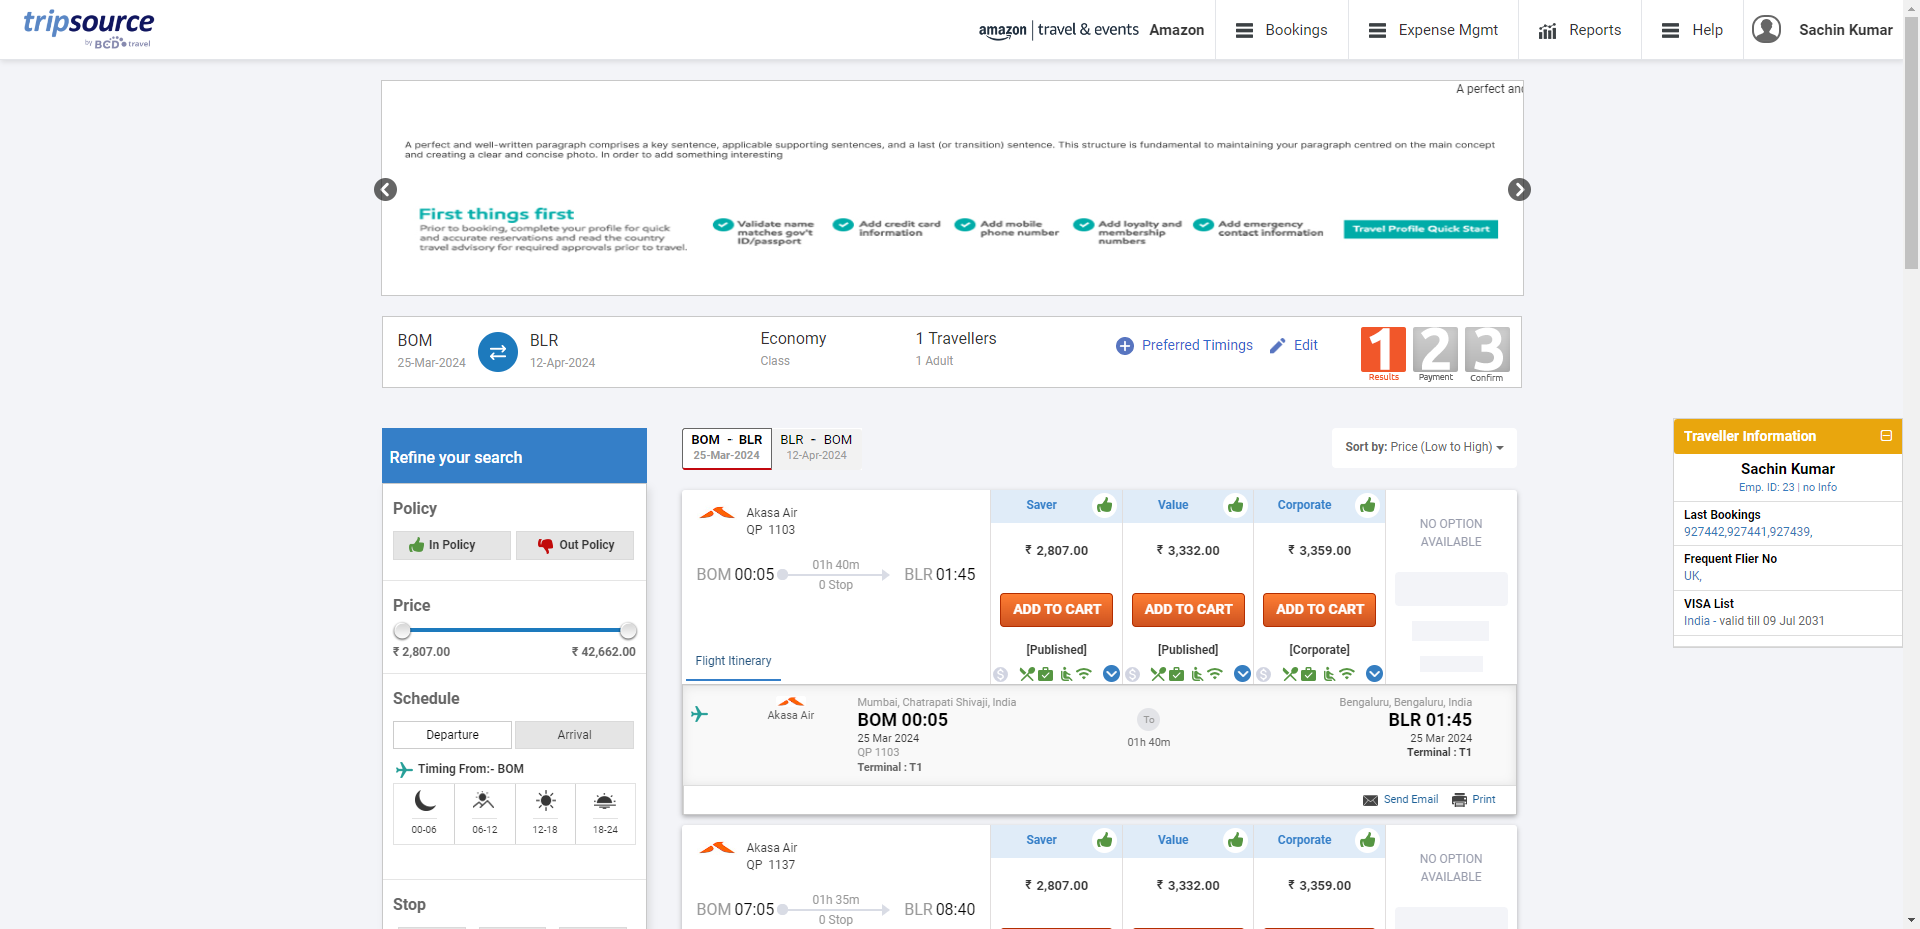 tripsource
by BCD travel
amazon | travel & events Amazon
Bookings
Expense Mgmt
Reports
Help
Sachin Kumar
A perfect and
A perfect and well-written paragraph comprises a key sentence, applicable supporting sentences, and a last (or transition) sentence. This structure is fundamental to maintaining your paragraph centred on the main concept
and creating a clear and concise photo. In order to add something interesting
First things first
Prior to booking, complete your profile for quick
and accurate reservations and read the country
travel advisory for required approvals prior to travel.
Validate name
matches gov't
ID/passport
Add credit card
information
Add mobile
phone number
Add loyalty and
membership
numbers
Add emergency
contact information
Travel Profile Quick Start
BOM
25-Mar-2024
BLR
12-Apr-2024
Economy
Class
1 Travellers
1 Adult
Preferred Timings
Edit
1 2 3
Results Payment Confirm
Refine your search
Policy
In Policy
Out Policy
Price
₹ 2,807.00 ₹ 42,662.00
Schedule
Departure
Arrival
Timing From:- BOM
00-06 06-12 12-18 18-24
Stop
BOM - BLR
25-Mar-2024
BLR - BOM
12-Apr-2024
Sort by: Price (Low to High)
Akasa Air
QP 1103
BOM 00:05
01h 40m
0 Stop
BLR 01:45
Flight Itinerary
Saver Value Corporate
₹ 2,807.00 ₹ 3,332.00 ₹ 3,359.00
ADD TO CART ADD TO CART ADD TO CART
[Published] [Published] [Corporate]
$ $ $
NO OPTION
AVAILABLE
Akasa Air
Mumbai, Chatrapati Shivaji, India
BOM 00:05
25 Mar 2024
QP 1103
Terminal : T1
To
01h 40m
Bengaluru, Bengaluru, India
BLR 01:45
25 Mar 2024
Terminal : T1
Send Email
Print
Akasa Air
QP 1137
BOM 07:05
01h 35m
0 Stop
BLR 08:40
Saver Value Corporate
₹ 2,807.00 ₹ 3,332.00 ₹ 3,359.00
NO OPTION
AVAILABLE
Traveller Information
Sachin Kumar
Emp. ID: 23 | no Info
Last Bookings
927442,927441,927439,
Frequent Flier No
UK,
VISA List
India - valid till 09 Jul 2031